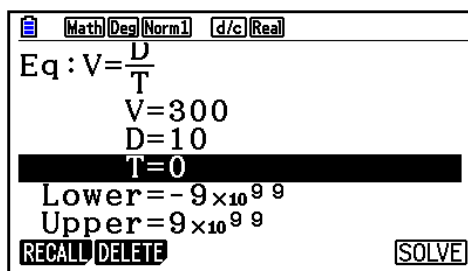 Math Deg Norm1 d/c Real
Eq:V=D/T
V=300
D=10
T=0
Lower=-9×10⁹⁹
Upper=9×10⁹⁹
RECALL DELETE SOLVE